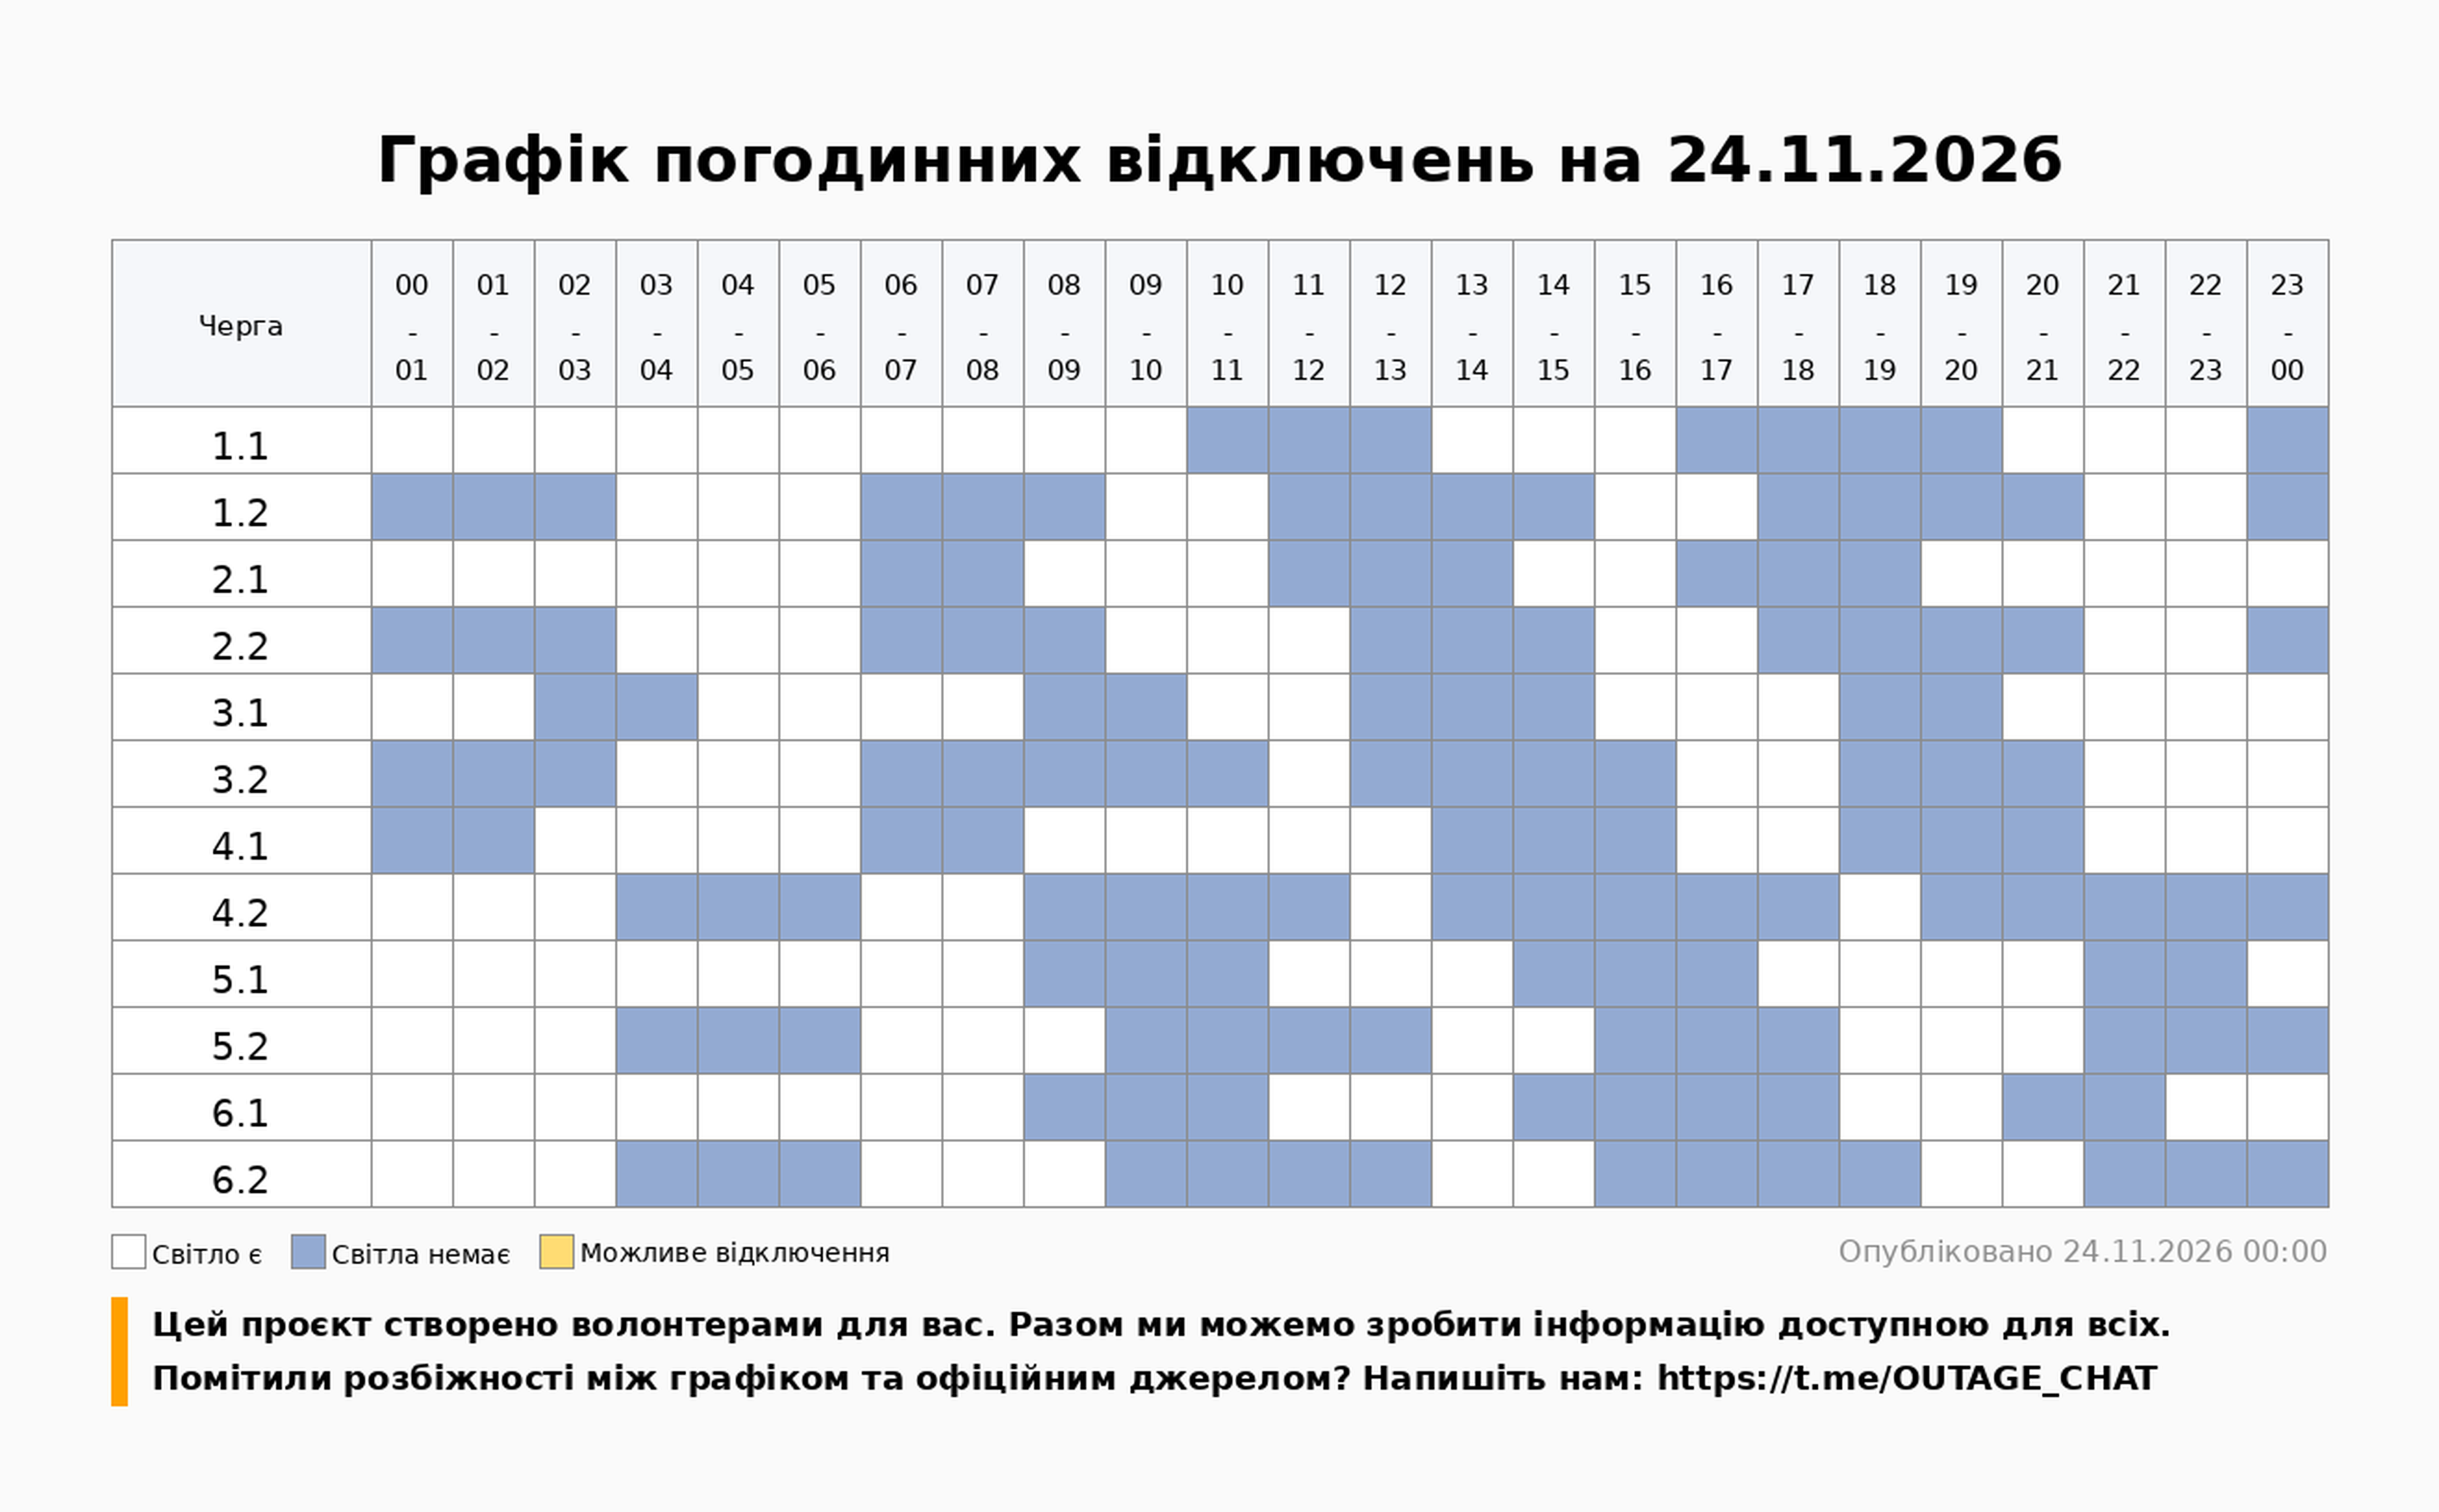 Графік погодинних відключень на 24.11.2026
Черга 00 - 01 01 - 02 02 - 03 03 - 04 04 - 05 05 - 06 06 - 07 07 - 08 08 - 09 09 - 10 10 - 11 11 - 12 12 - 13 13 - 14 14 - 15 15 - 16 16 - 17 17 - 18 18 - 19 19 - 20 20 - 21 21 - 22 22 - 23 23 - 00
1.1
1.2
2.1
2.2
3.1
3.2
4.1
4.2
5.1
5.2
6.1
6.2
Світло є Світла немає Можливе відключення Опубліковано 24.11.2026 00:00
Цей проєкт створено волонтерами для вас. Разом ми можемо зробити інформацію доступною для всіх.
Помітили розбіжності між графіком та офіційним джерелом? Напишіть нам: https://t.me/OUTAGE_CHAT